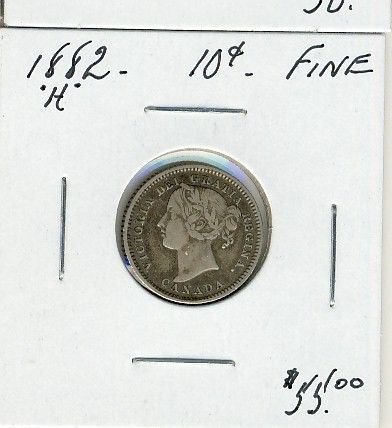 50.
1882- 10¢- FINE
"H"
VICTORIA DEI GRATIA REGINA.
CANADA
$55.00